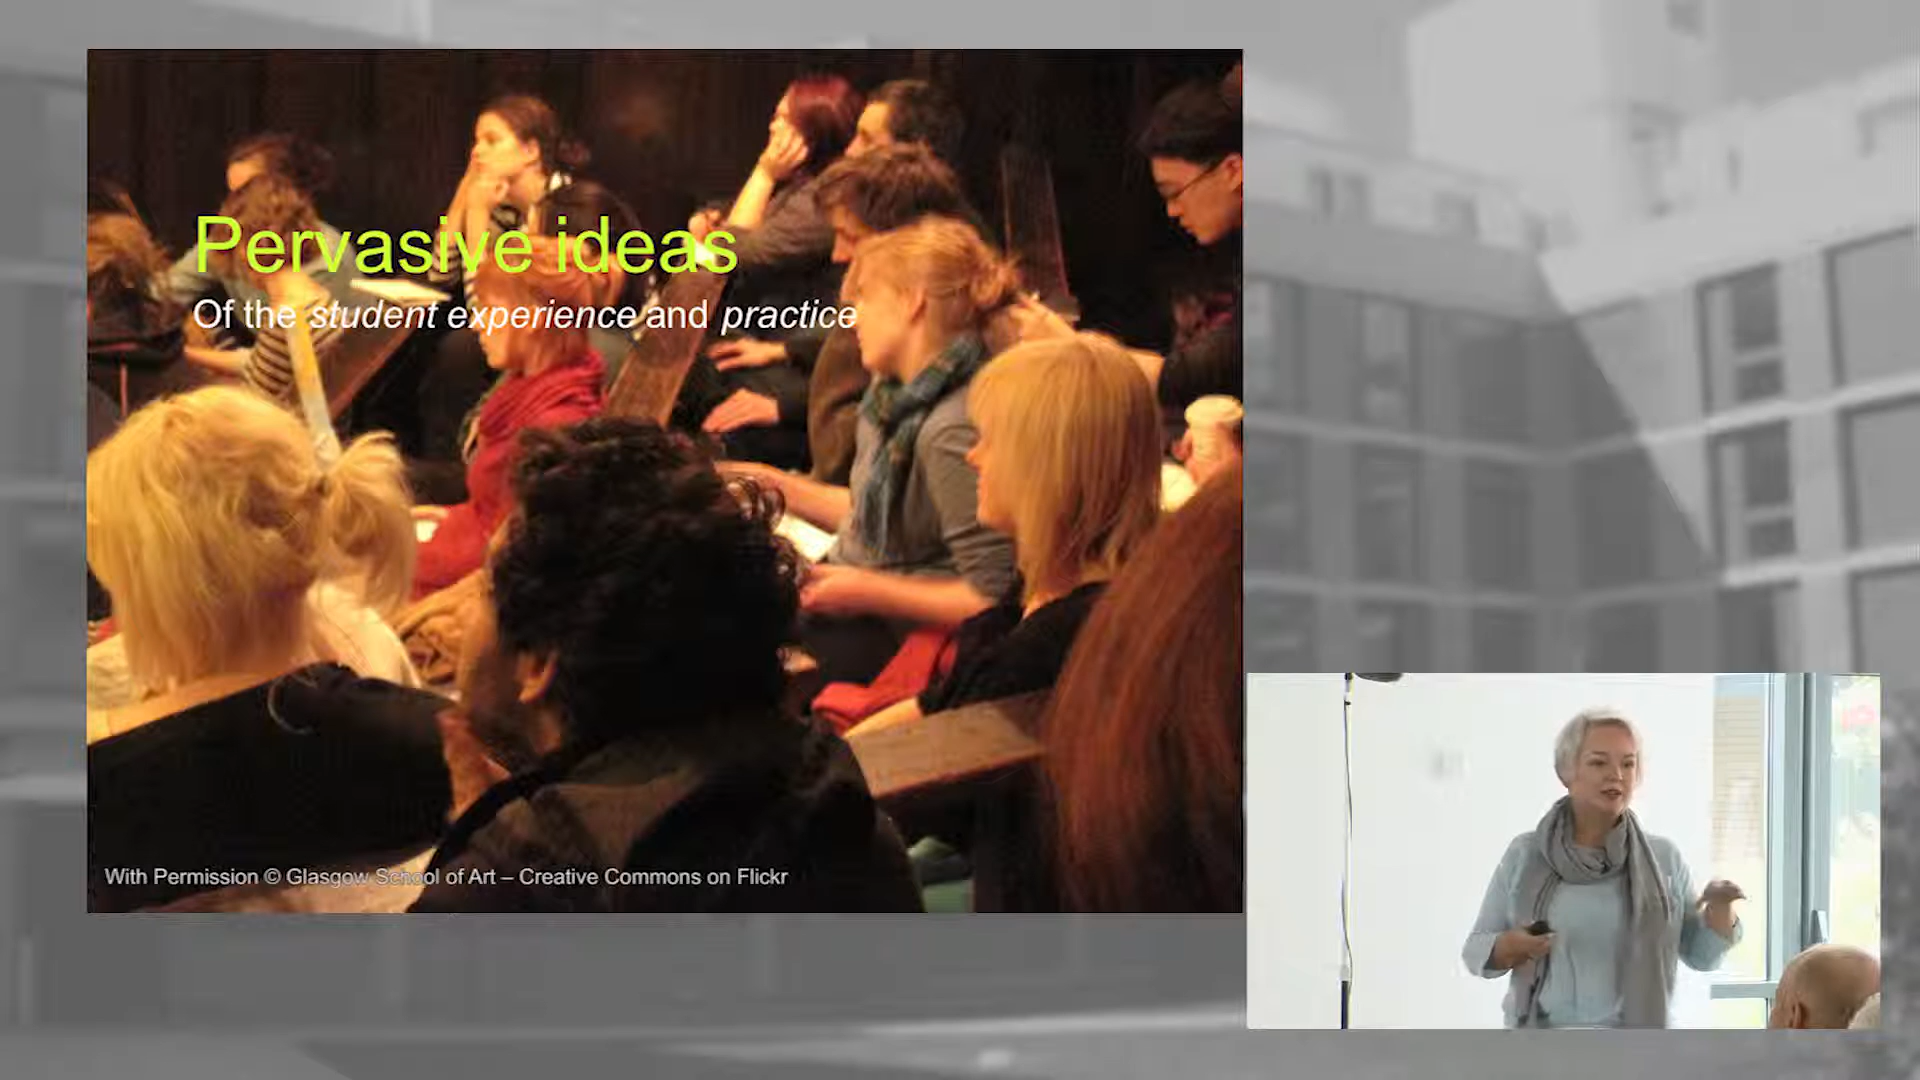 Pervasive ideas
Of the student experience and practice
With Permission © Glasgow School of Art – Creative Commons on Flickr